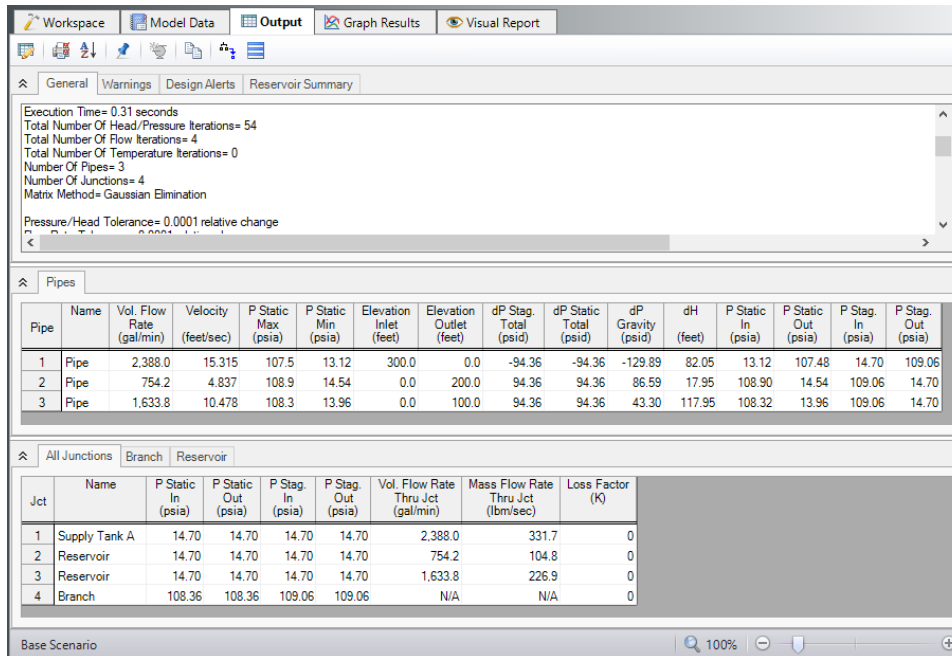 Workspace Model Data Output Graph Results Visual Report
General Warnings Design Alerts Reservoir Summary
Execution Time= 0.31 seconds
Total Number Of Head/Pressure Iterations= 54
Total Number Of Flow Iterations= 4
Total Number Of Temperature Iterations= 0
Number Of Pipes= 3
Number Of Junctions= 4
Matrix Method= Gaussian Elimination
Pressure/Head Tolerance= 0.0001 relative change
Pipes
Pipe Name Vol. Flow Rate (gal/min) Velocity (feet/sec) P Static Max (psia) P Static Min (psia) Elevation Inlet (feet) Elevation Outlet (feet) dP Stag. Total (psid) dP Static Total (psid) dP Gravity (psid) dH (feet) P Static In (psia) P Static Out (psia) P Stag. In (psia) P Stag. Out (psia)
1 Pipe 2,388.0 15.315 107.5 13.12 300.0 0.0 -94.36 -94.36 -129.89 82.05 13.12 107.48 14.70 109.06
2 Pipe 754.2 4.837 108.9 14.54 0.0 200.0 94.36 94.36 86.59 17.95 108.90 14.54 109.06 14.70
3 Pipe 1,633.8 10.478 108.3 13.96 0.0 100.0 94.36 94.36 43.30 117.95 108.32 13.96 109.06 14.70
All Junctions Branch Reservoir
Jct Name P Static In (psia) P Static Out (psia) P Stag. In (psia) P Stag. Out (psia) Vol. Flow Rate Thru Jct (gal/min) Mass Flow Rate Thru Jct (lbm/sec) Loss Factor (K)
1 Supply Tank A 14.70 14.70 14.70 14.70 2,388.0 331.7 0
2 Reservoir 14.70 14.70 14.70 14.70 754.2 104.8 0
3 Reservoir 14.70 14.70 14.70 14.70 1,633.8 226.9 0
4 Branch 108.36 108.36 109.06 109.06 N/A N/A 0
Base Scenario 100%